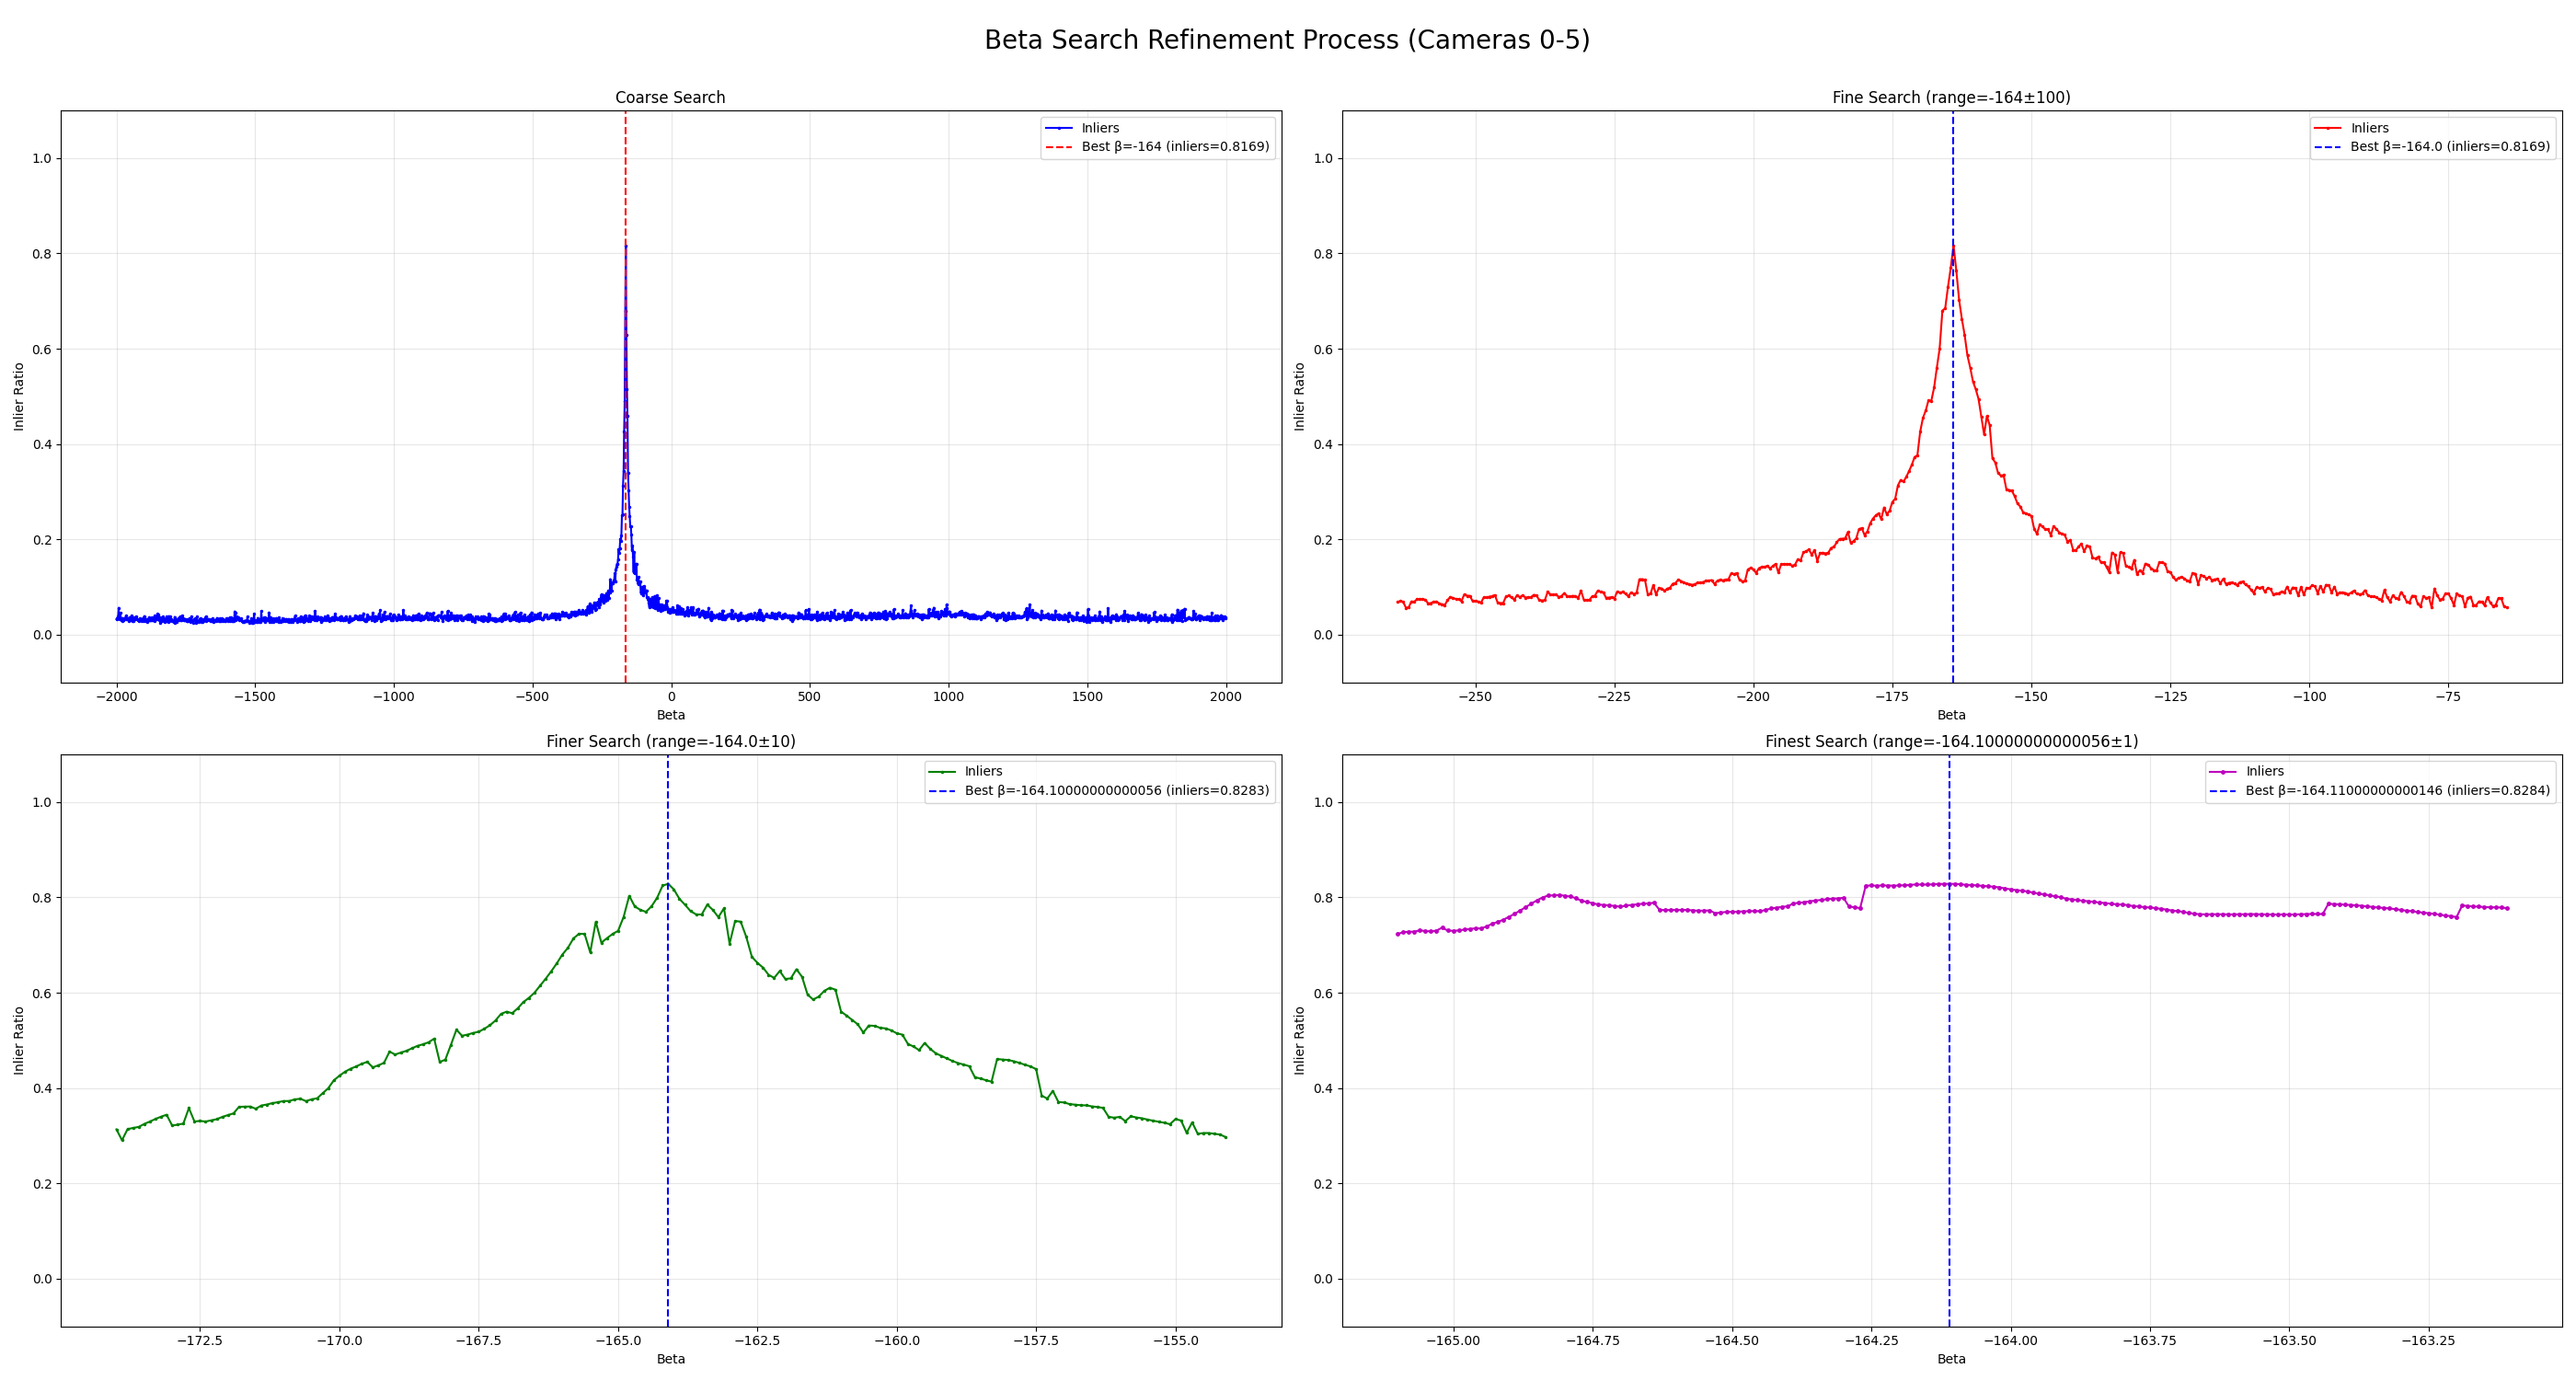 Beta Search Refinement Process (Cameras 0-5)
Coarse Search
Inlier Ratio
1.0
0.8
0.6
0.4
0.2
0.0
Inliers
Best β=-164 (inliers=0.8169)
−2000 −1500 −1000 −500 0 500 1000 1500 2000
Beta
Fine Search (range=-164±100)
Inlier Ratio
1.0
0.8
0.6
0.4
0.2
0.0
Inliers
Best β=-164.0 (inliers=0.8169)
−250 −225 −200 −175 −150 −125 −100 −75
Beta
Finer Search (range=-164.0±10)
Inlier Ratio
1.0
0.8
0.6
0.4
0.2
0.0
Inliers
Best β=-164.10000000000056 (inliers=0.8283)
−172.5 −170.0 −167.5 −165.0 −162.5 −160.0 −157.5 −155.0
Beta
Finest Search (range=-164.10000000000056±1)
Inlier Ratio
1.0
0.8
0.6
0.4
0.2
0.0
Inliers
Best β=-164.11000000000146 (inliers=0.8284)
−165.00 −164.75 −164.50 −164.25 −164.00 −163.75 −163.50 −163.25
Beta